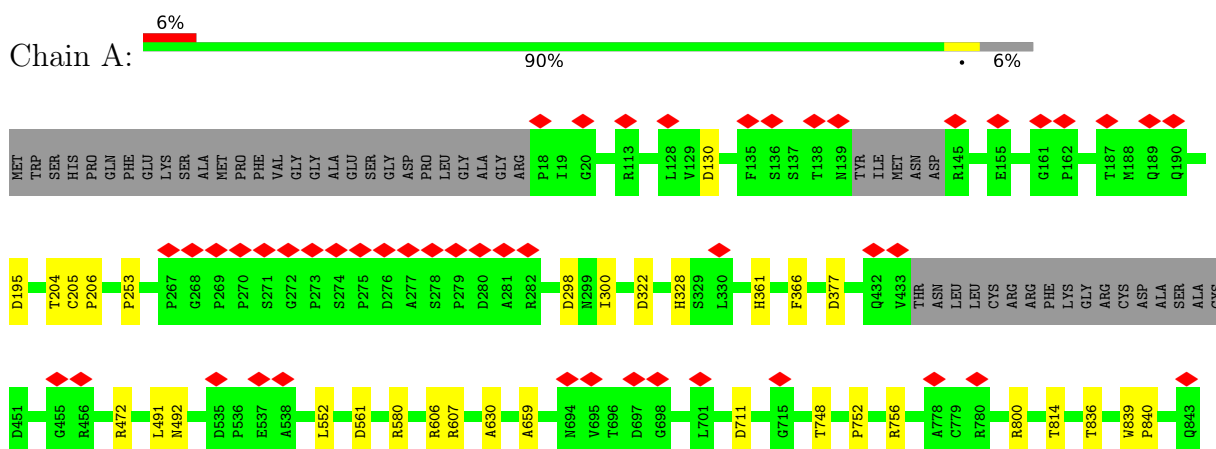 6%
Chain A:
90% • 6%
MET TRP SER HIS PRO GLN PHE GLU LYS SER ALA MET PRO PHE VAL GLY GLY ALA GLU SER GLY ASP PRO LEU GLY ALA GLY ARG P18 I19 G20 R113 L128 V129 D130 F135 S136 S137 T138 N139 TYR ILE MET ASN ASP R145 E155 G161 P162 T187 M188 Q189 Q190
D195 T204 C205 P206 P253 P267 G268 P269 P270 S271 G272 P273 S274 P275 D276 A277 S278 P279 D280 A281 R282 D298 N299 I300 D322 H328 S329 L330 H361 F366 D377 Q432 V433 THR ASN LEU LEU CYS ARG ARG PHE LYS GLY ARG CYS ASP ALA SER ALA CYS
D451 G455 R456 R472 L491 N492 D535 P536 E537 A538 L552 D561 R580 R606 R607 A630 A659 N694 V695 T696 D697 G698 L701 D711 G715 T748 P752 R756 A778 C779 R780 R800 T814 T836 W839 P840 Q843